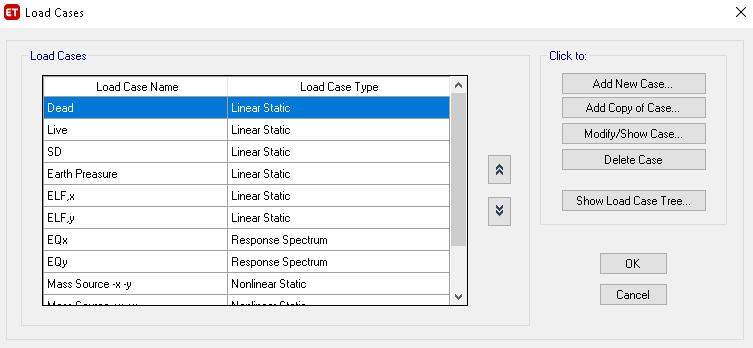 ET Load Cases
Load Cases
Click to:
Load Case Name Load Case Type
Dead Linear Static
Live Linear Static
SD Linear Static
Earth Preasure Linear Static
ELF,x Linear Static
ELF,y Linear Static
EQx Response Spectrum
EQy Response Spectrum
Mass Source -x -y Nonlinear Static
Add New Case...
Add Copy of Case...
Modify/Show Case...
Delete Case
Show Load Case Tree...
OK
Cancel